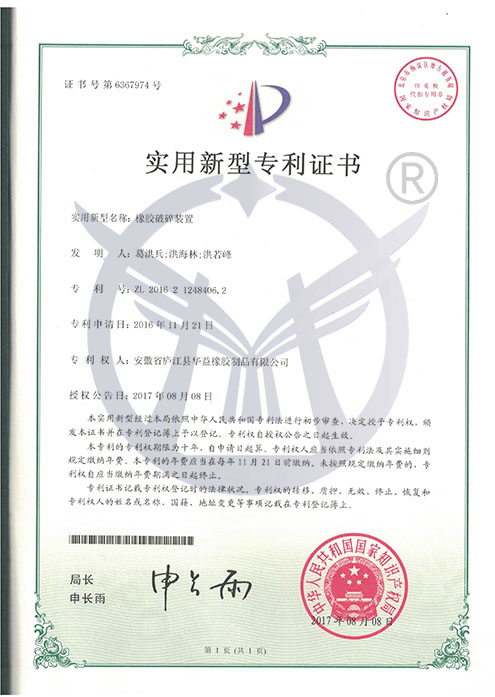 证书号第6367974号
印花税
代扣专用章
实用新型专利证书
®
实用新型名称：橡胶破碎装置
发明人：葛洪兵;洪海林;洪若峰
专利号：ZL 2016 2 1248406.2
专利申请日：2016年11月21日
专利权人：安徽省庐江县华益橡胶制品有限公司
授权公告日：2017年08月08日
本实用新型经过本局依照中华人民共和国专利法进行初步审查，决定授予专利权，颁
发本证书并在专利登记簿上予以登记。专利权自授权公告之日起生效。
本专利的专利权期限为十年，自申请日起算。专利权人应当依照专利法及其实施细则
规定缴纳年费。本专利的年费应当在每年11月21日前缴纳。未按照规定缴纳年费的，专
利权自应当缴纳年费期满之日起终止。
专利证书记载专利权登记时的法律状况。专利权的转移、质押、无效、终止、恢复和
专利权人的姓名或名称、国籍、地址变更等事项记载在专利登记簿上。
局长
申长雨
申长雨
中华人民共和国国家知识产权局
2017年08月08日
第1页(共1页)